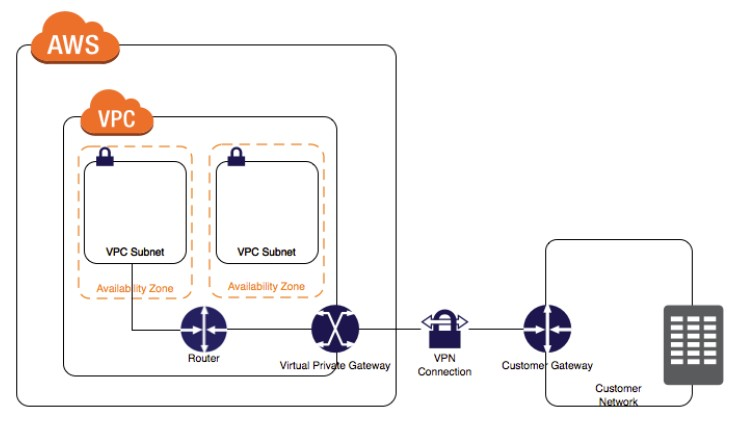 AWS
VPC
VPC Subnet
VPC Subnet
Availability Zone
Availability Zone
Router
Virtual Private Gateway
VPN
Connection
Customer Gateway
Customer
Network